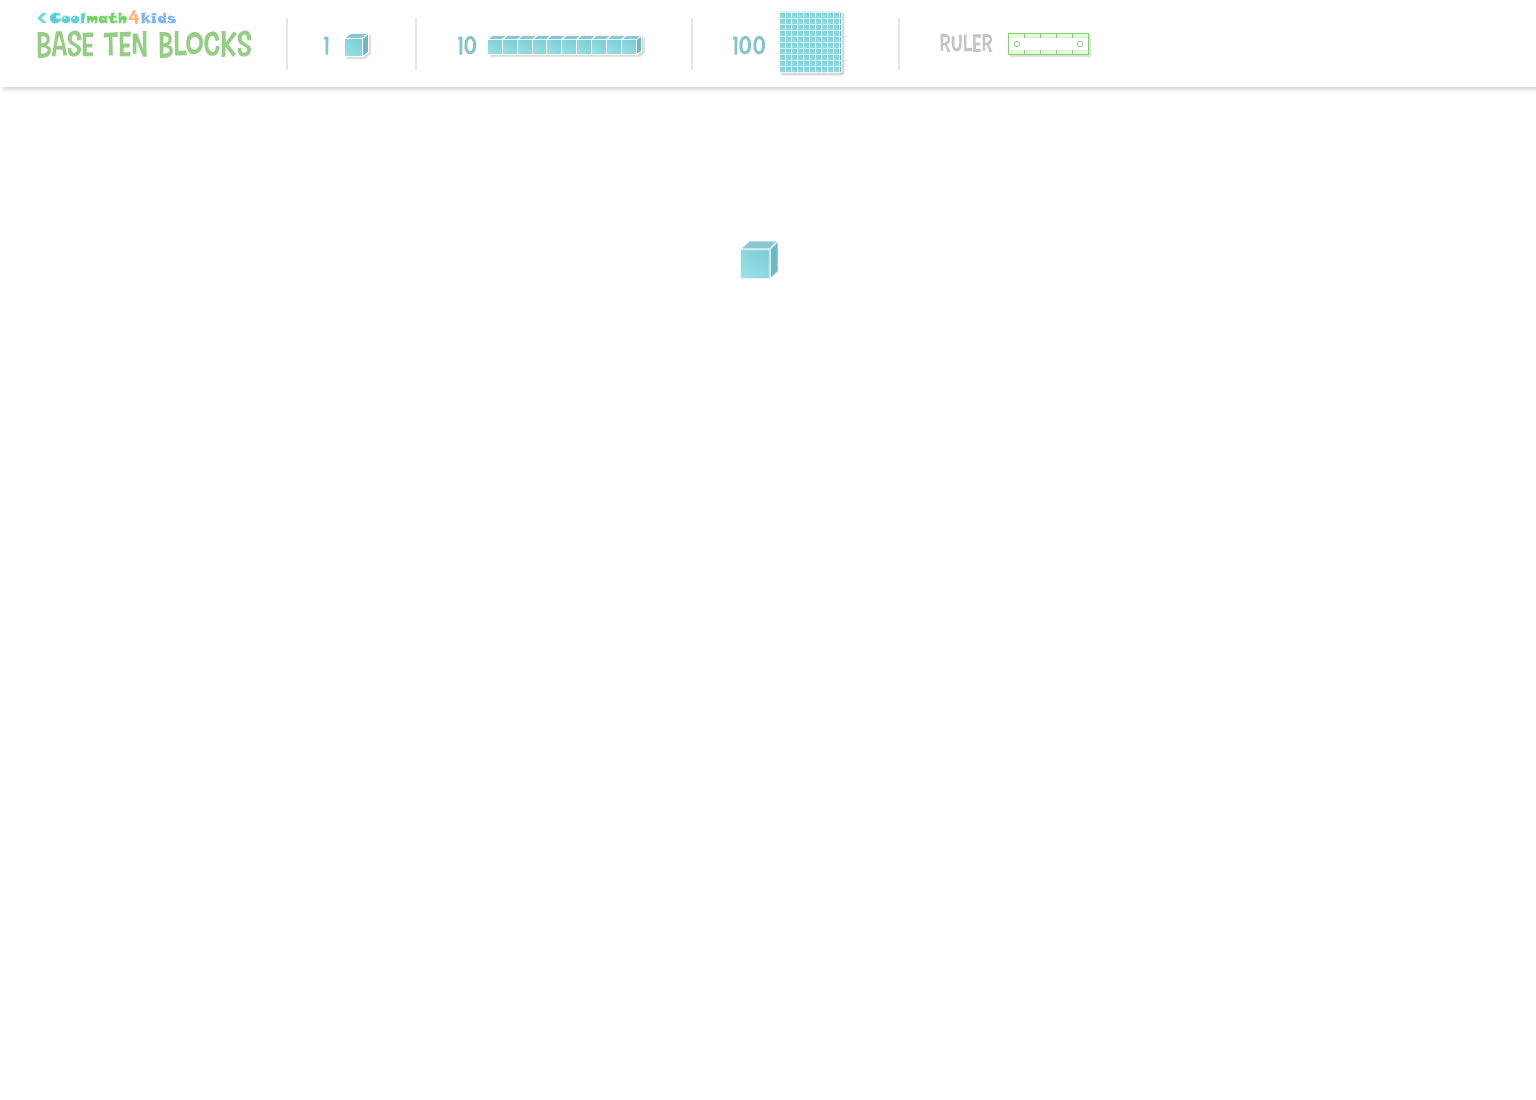 <Coolmath4kids
BASE TEN BLOCKS
1
10
100
RULER